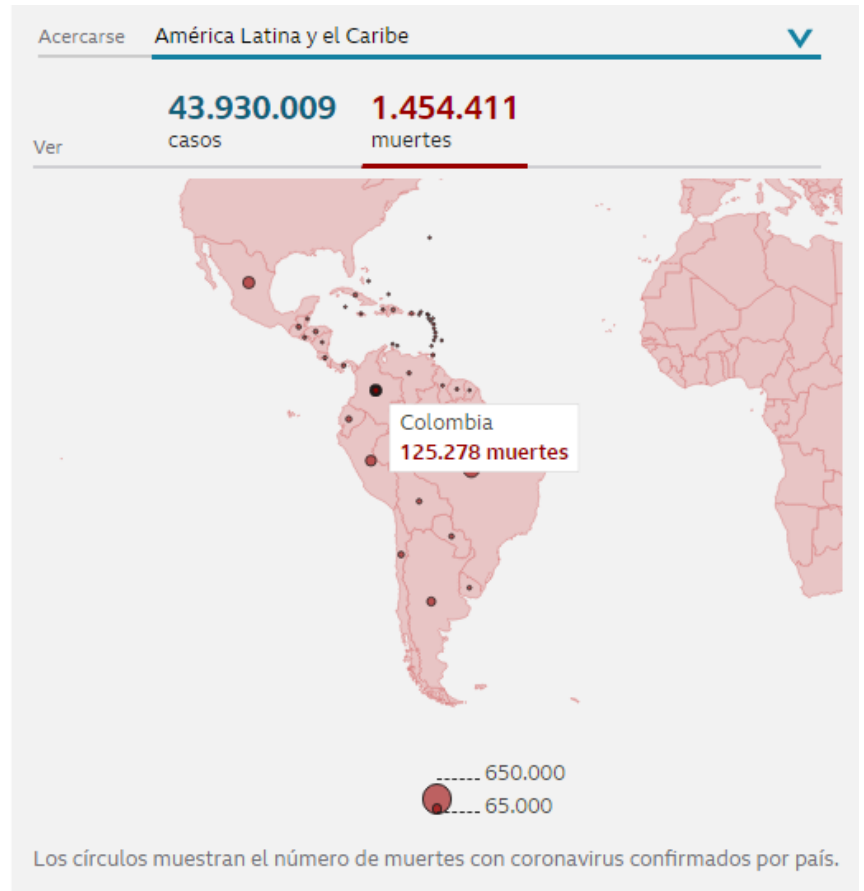 Acercarse América Latina y el Caribe
43.930.009 1.454.411
Ver casos muertes
Colombia
125.278 muertes
650.000
65.000
Los círculos muestran el número de muertes con coronavirus confirmados por país.